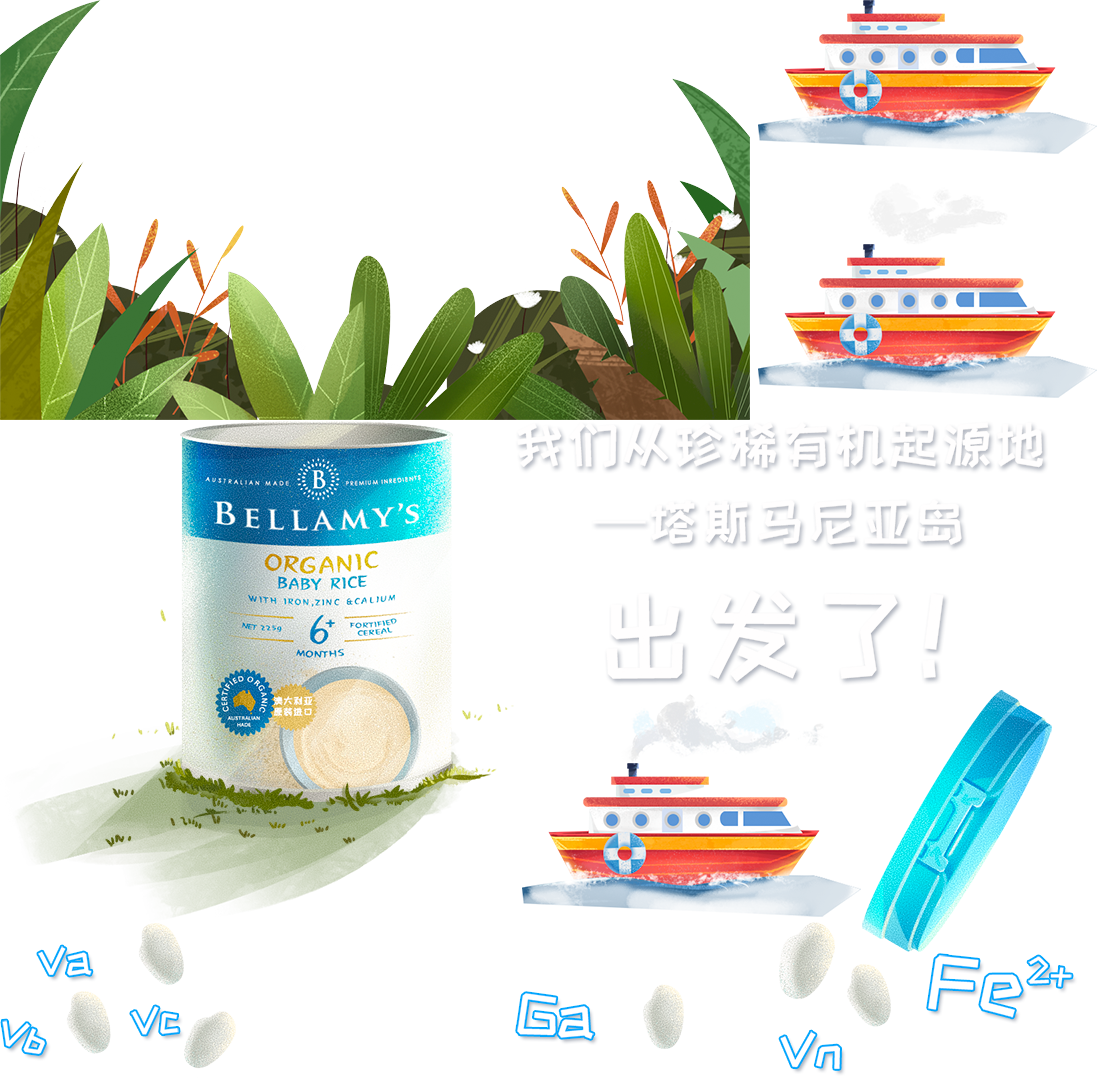 我们从珍稀有机起源地
—塔斯马尼亚岛
出发了!
AUSTRALIAN MADE B PREMIUM INGREDIENTS
BELLAMY'S
ORGANIC
BABY RICE
WITH IRON,ZINC &CALIUM
NET 225g
6+
MONTHS
FORTIFIED
CEREAL
CERTIFIED ORGANIC
AUSTRALIAN
MADE
澳大利亚
原装进口
Va
Vb
Vc
Ga
Vn
Fe2+